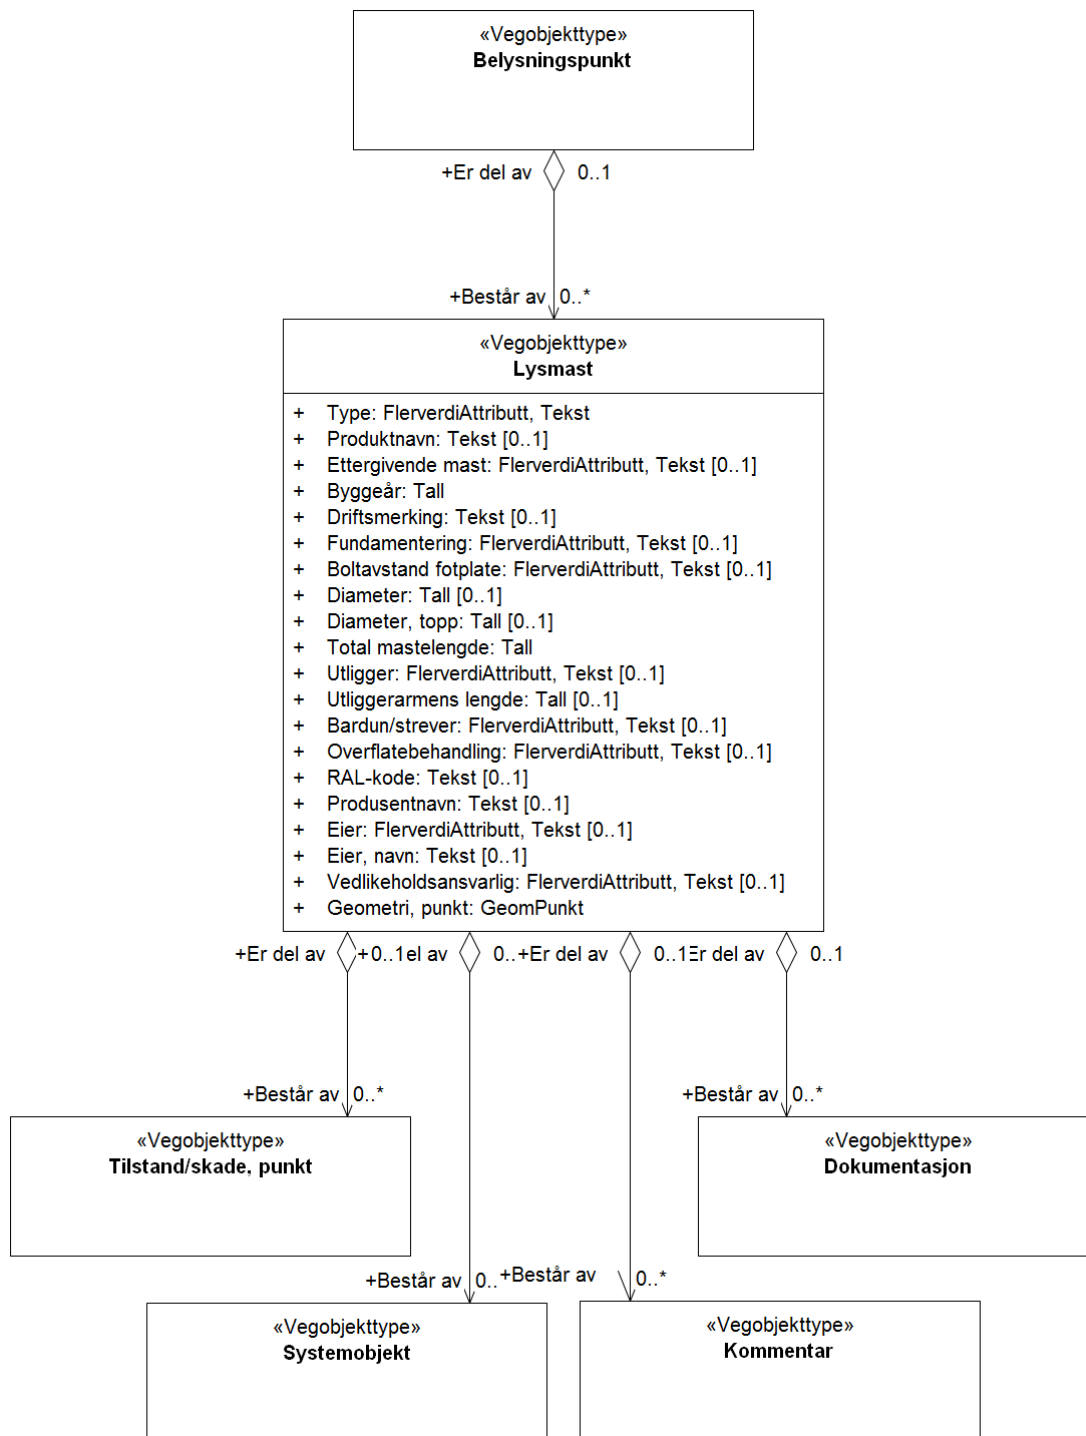 «Vegobjekttype»
Belysningspunkt
+Er del av 0..1
+Består av 0..*
«Vegobjekttype»
Lysmast
+ Type: FlerverdiAttributt, Tekst
+ Produktnavn: Tekst [0..1]
+ Ettergivende mast: FlerverdiAttributt, Tekst [0..1]
+ Byggeår: Tall
+ Driftsmerking: Tekst [0..1]
+ Fundamentering: FlerverdiAttributt, Tekst [0..1]
+ Boltavstand fotplate: FlerverdiAttributt, Tekst [0..1]
+ Diameter: Tall [0..1]
+ Diameter, topp: Tall [0..1]
+ Total mastelengde: Tall
+ Utligger: FlerverdiAttributt, Tekst [0..1]
+ Utliggerarmens lengde: Tall [0..1]
+ Bardun/strever: FlerverdiAttributt, Tekst [0..1]
+ Overflatebehandling: FlerverdiAttributt, Tekst [0..1]
+ RAL-kode: Tekst [0..1]
+ Produsentnavn: Tekst [0..1]
+ Eier: FlerverdiAttributt, Tekst [0..1]
+ Eier, navn: Tekst [0..1]
+ Vedlikeholdsansvarlig: FlerverdiAttributt, Tekst [0..1]
+ Geometri, punkt: GeomPunkt
+Er del av +0..1el av 0..+Er del av 0..1Er del av 0..1
+Består av 0..* +Består av 0..*
«Vegobjekttype»
Tilstand/skade, punkt
«Vegobjekttype»
Dokumentasjon
+Består av 0..+Består av 0..*
«Vegobjekttype»
Systemobjekt
«Vegobjekttype»
Kommentar